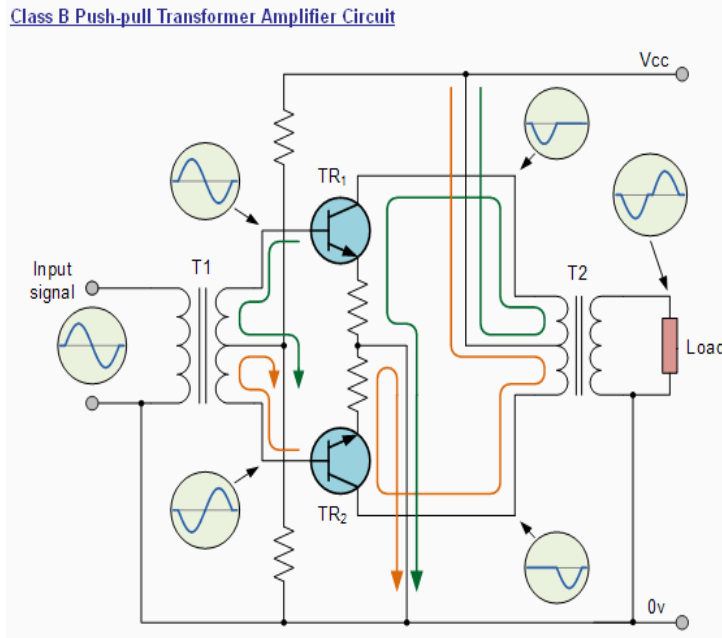 Class B Push-pull Transformer Amplifier Circuit
Vcc
TR1
Input
signal
T1
T2
Load
TR2
0v